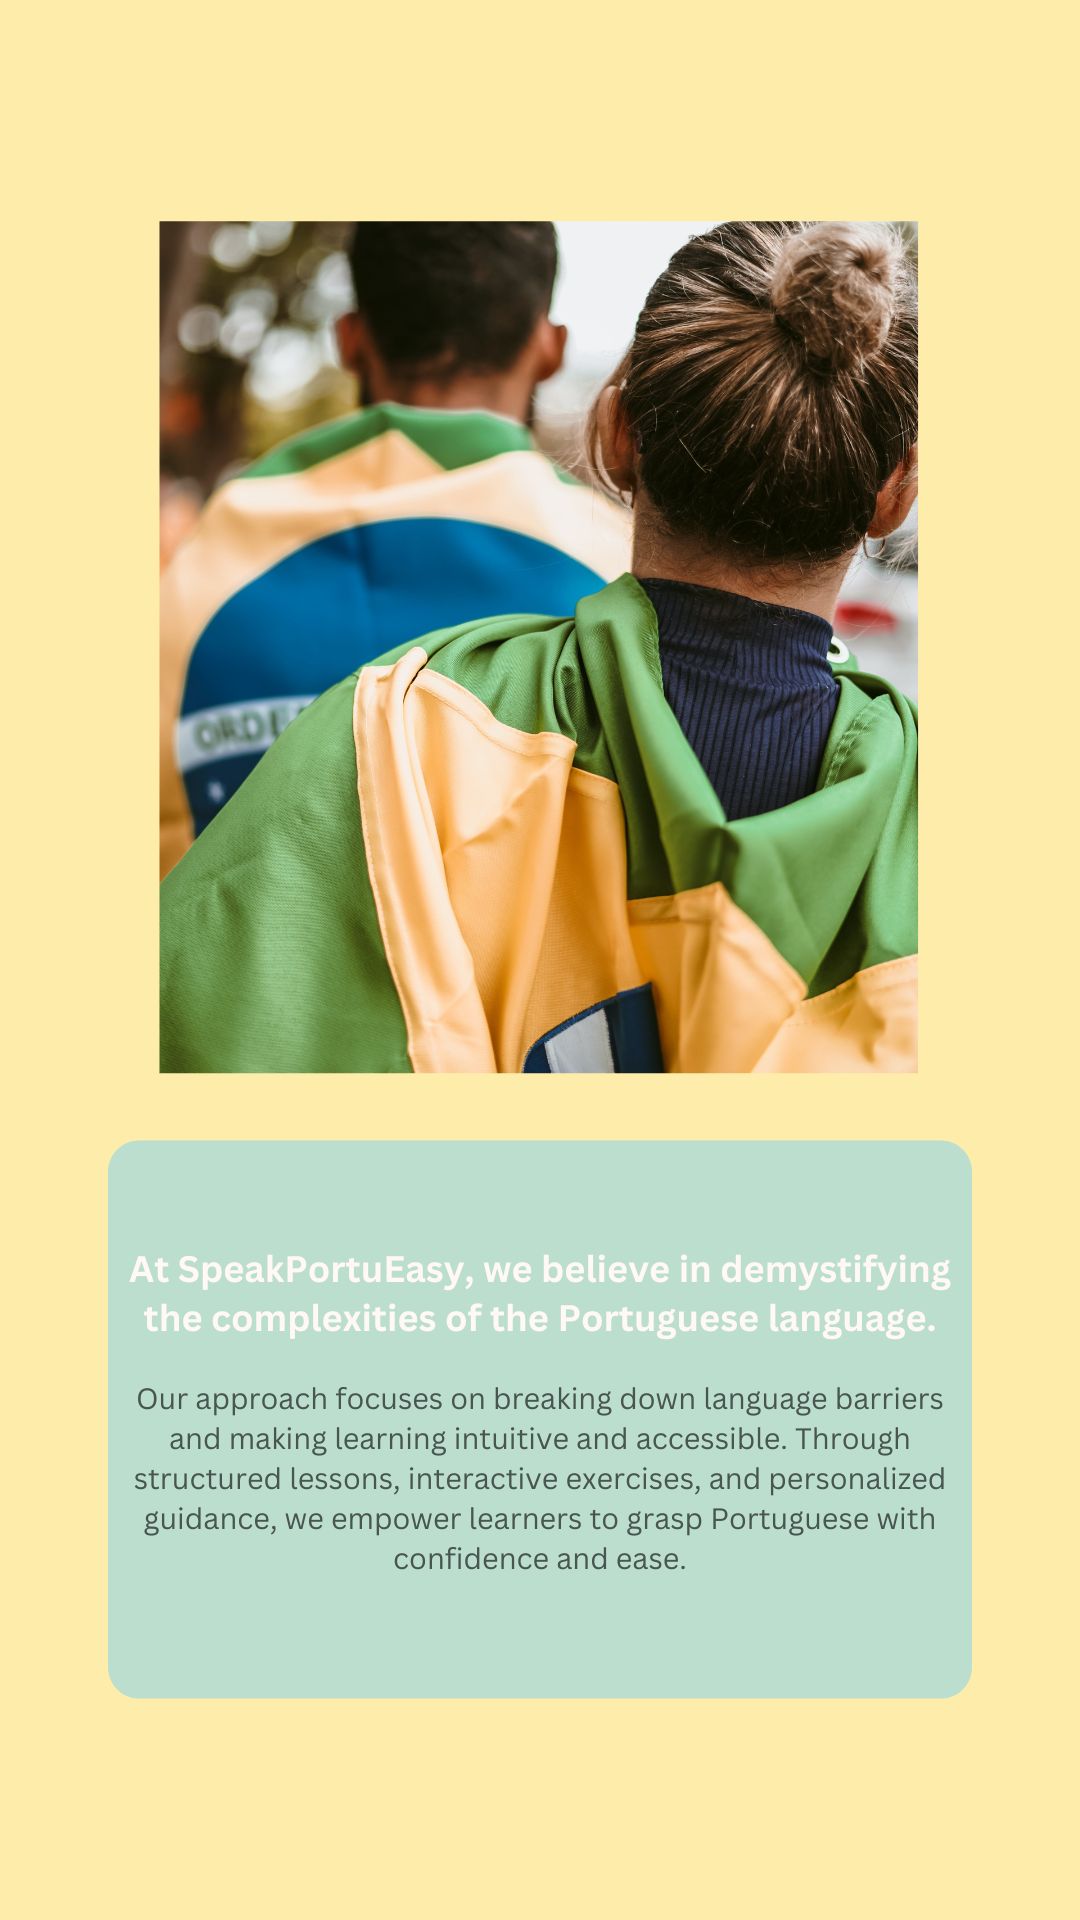 ORDE
At SpeakPortuEasy, we believe in demystifying
the complexities of the Portuguese language.
Our approach focuses on breaking down language barriers
and making learning intuitive and accessible. Through
structured lessons, interactive exercises, and personalized
guidance, we empower learners to grasp Portuguese with
confidence and ease.